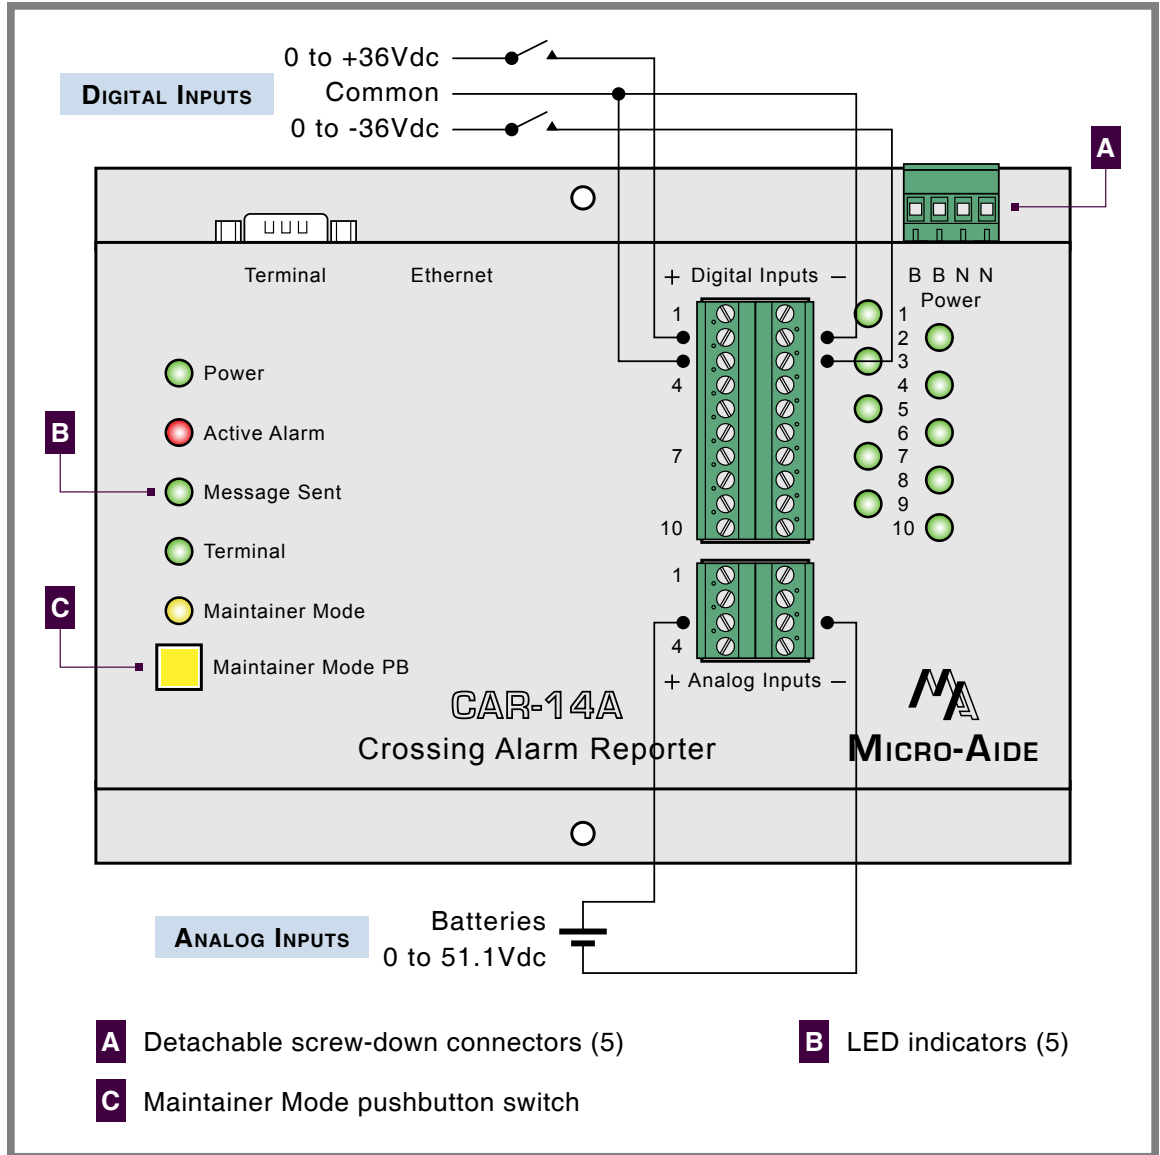 0 to +36Vdc
DIGITAL INPUTS
Common
0 to -36Vdc
A
Terminal
Ethernet
+ Digital Inputs −
B B N N
Power
1
4
7
10
1
2
3
4
5
6
7
8
9
10
Power
B
Active Alarm
Message Sent
Terminal
C
Maintainer Mode
Maintainer Mode PB
1
4
+ Analog Inputs −
CAR-14A
Crossing Alarm Reporter
MA
MICRO-AIDE
ANALOG INPUTS
Batteries
0 to 51.1Vdc
A Detachable screw-down connectors (5)
B LED indicators (5)
C Maintainer Mode pushbutton switch